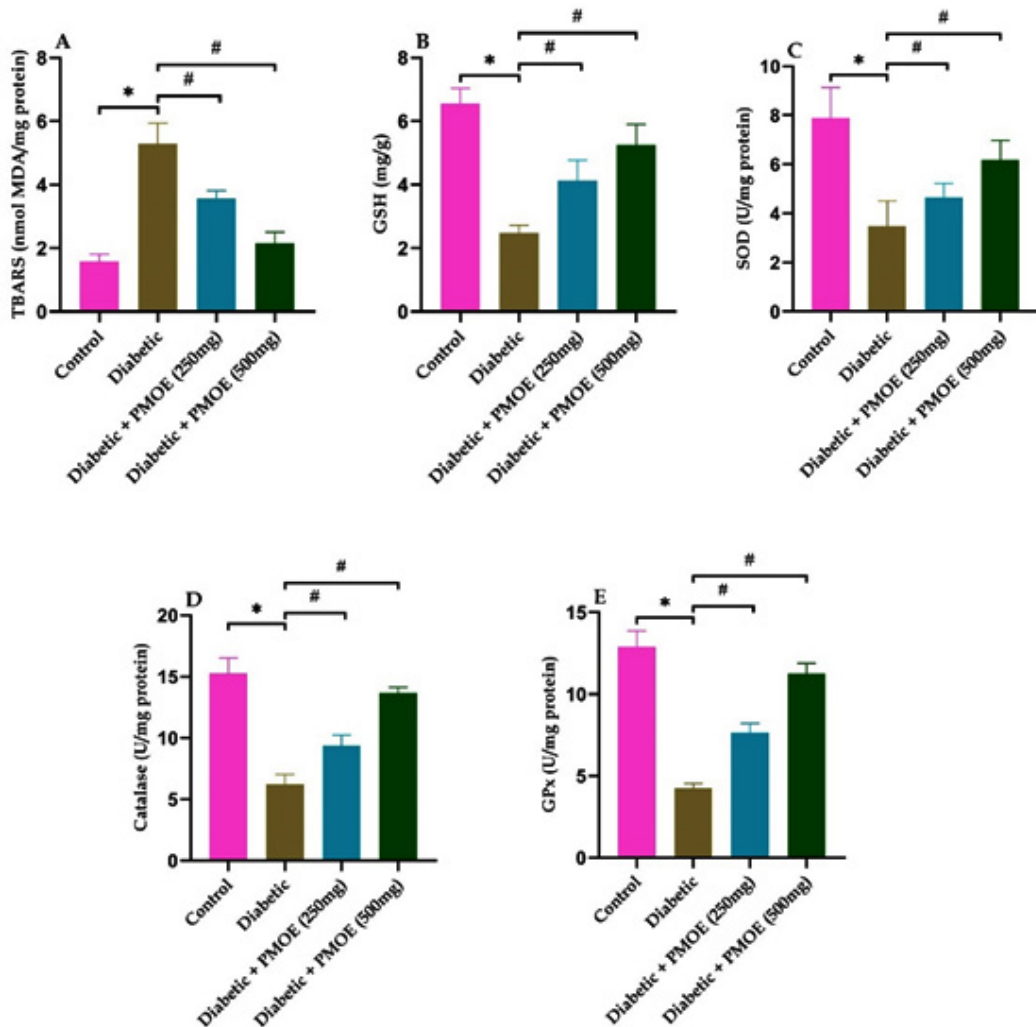 A
TBARS (nmol MDA/mg protein)
8
6
4
2
0
*
#
#
Control
Diabetic
Diabetic + PMOE (250mg)
Diabetic + PMOE (500mg)
B
GSH (mg/g)
8
6
4
2
0
*
#
#
Control
Diabetic
Diabetic + PMOE (250mg)
Diabetic + PMOE (500mg)
C
SOD (U/mg protein)
10
8
6
4
2
0
*
#
#
Control
Diabetic
Diabetic + PMOE (250mg)
Diabetic + PMOE (500mg)
D
Catalase (U/mg protein)
20
15
10
5
0
*
#
#
Control
Diabetic
Diabetic + PMOE (250mg)
Diabetic + PMOE (500mg)
E
GPx (U/mg protein)
15
10
5
0
*
#
#
Control
Diabetic
Diabetic + PMOE (250mg)
Diabetic + PMOE (500mg)